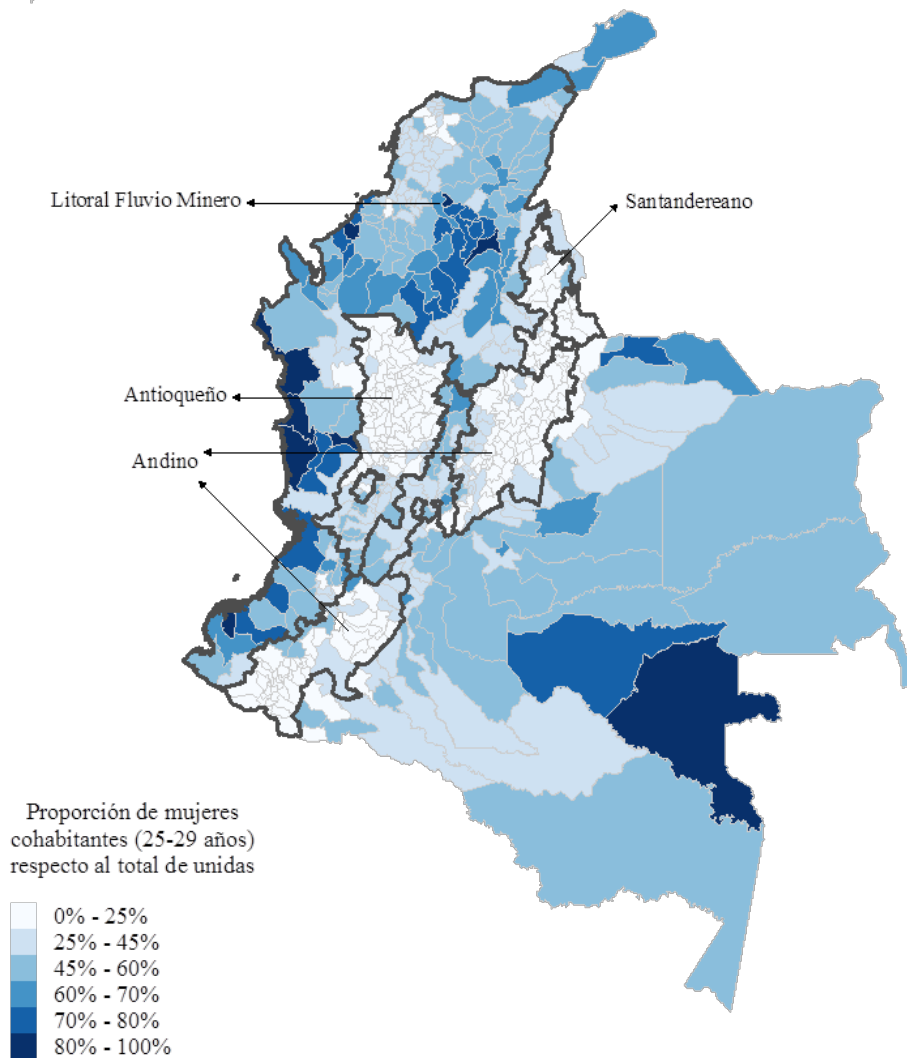 Litoral Fluvio Minero
Santandereano
Antioqueño
Andino
Proporción de mujeres
cohabitantes (25-29 años)
respecto al total de unidas
0% - 25%
25% - 45%
45% - 60%
60% - 70%
70% - 80%
80% - 100%